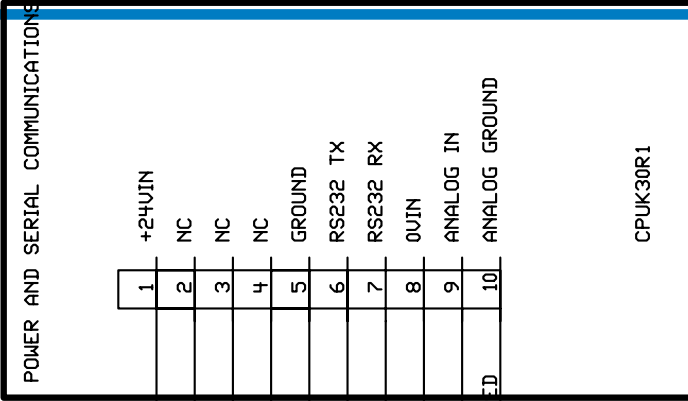 POWER AND SERIAL COMMUNICATIONS
+24VIN
NC
NC
NC
GROUND
RS232 TX
RS232 RX
0VIN
ANALOG IN
ANALOG GROUND
1
2
3
4
5
6
7
8
9
10
CPUK30R1